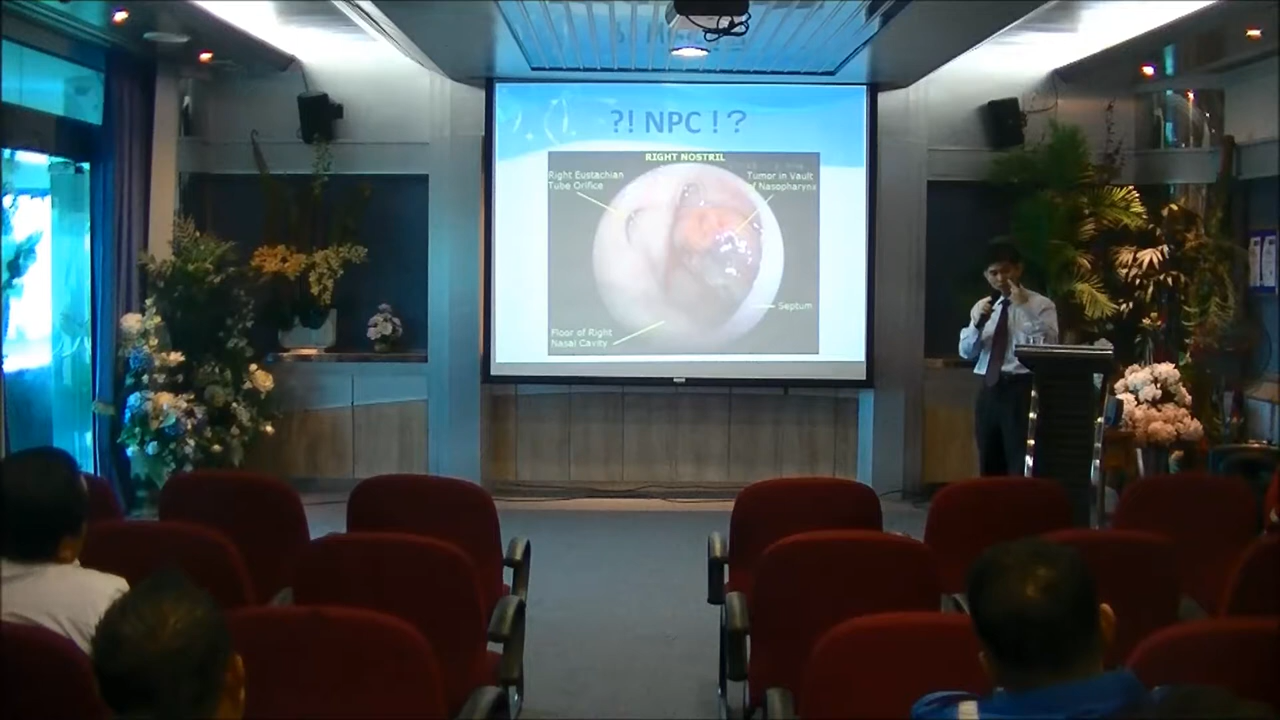 ?! NPC ! ?
RIGHT NOSTRIL
Right Eustachian
Tube Orifice
Tumor in Vault
of Nasopharynx
Septum
Floor of Right
Nasal Cavity